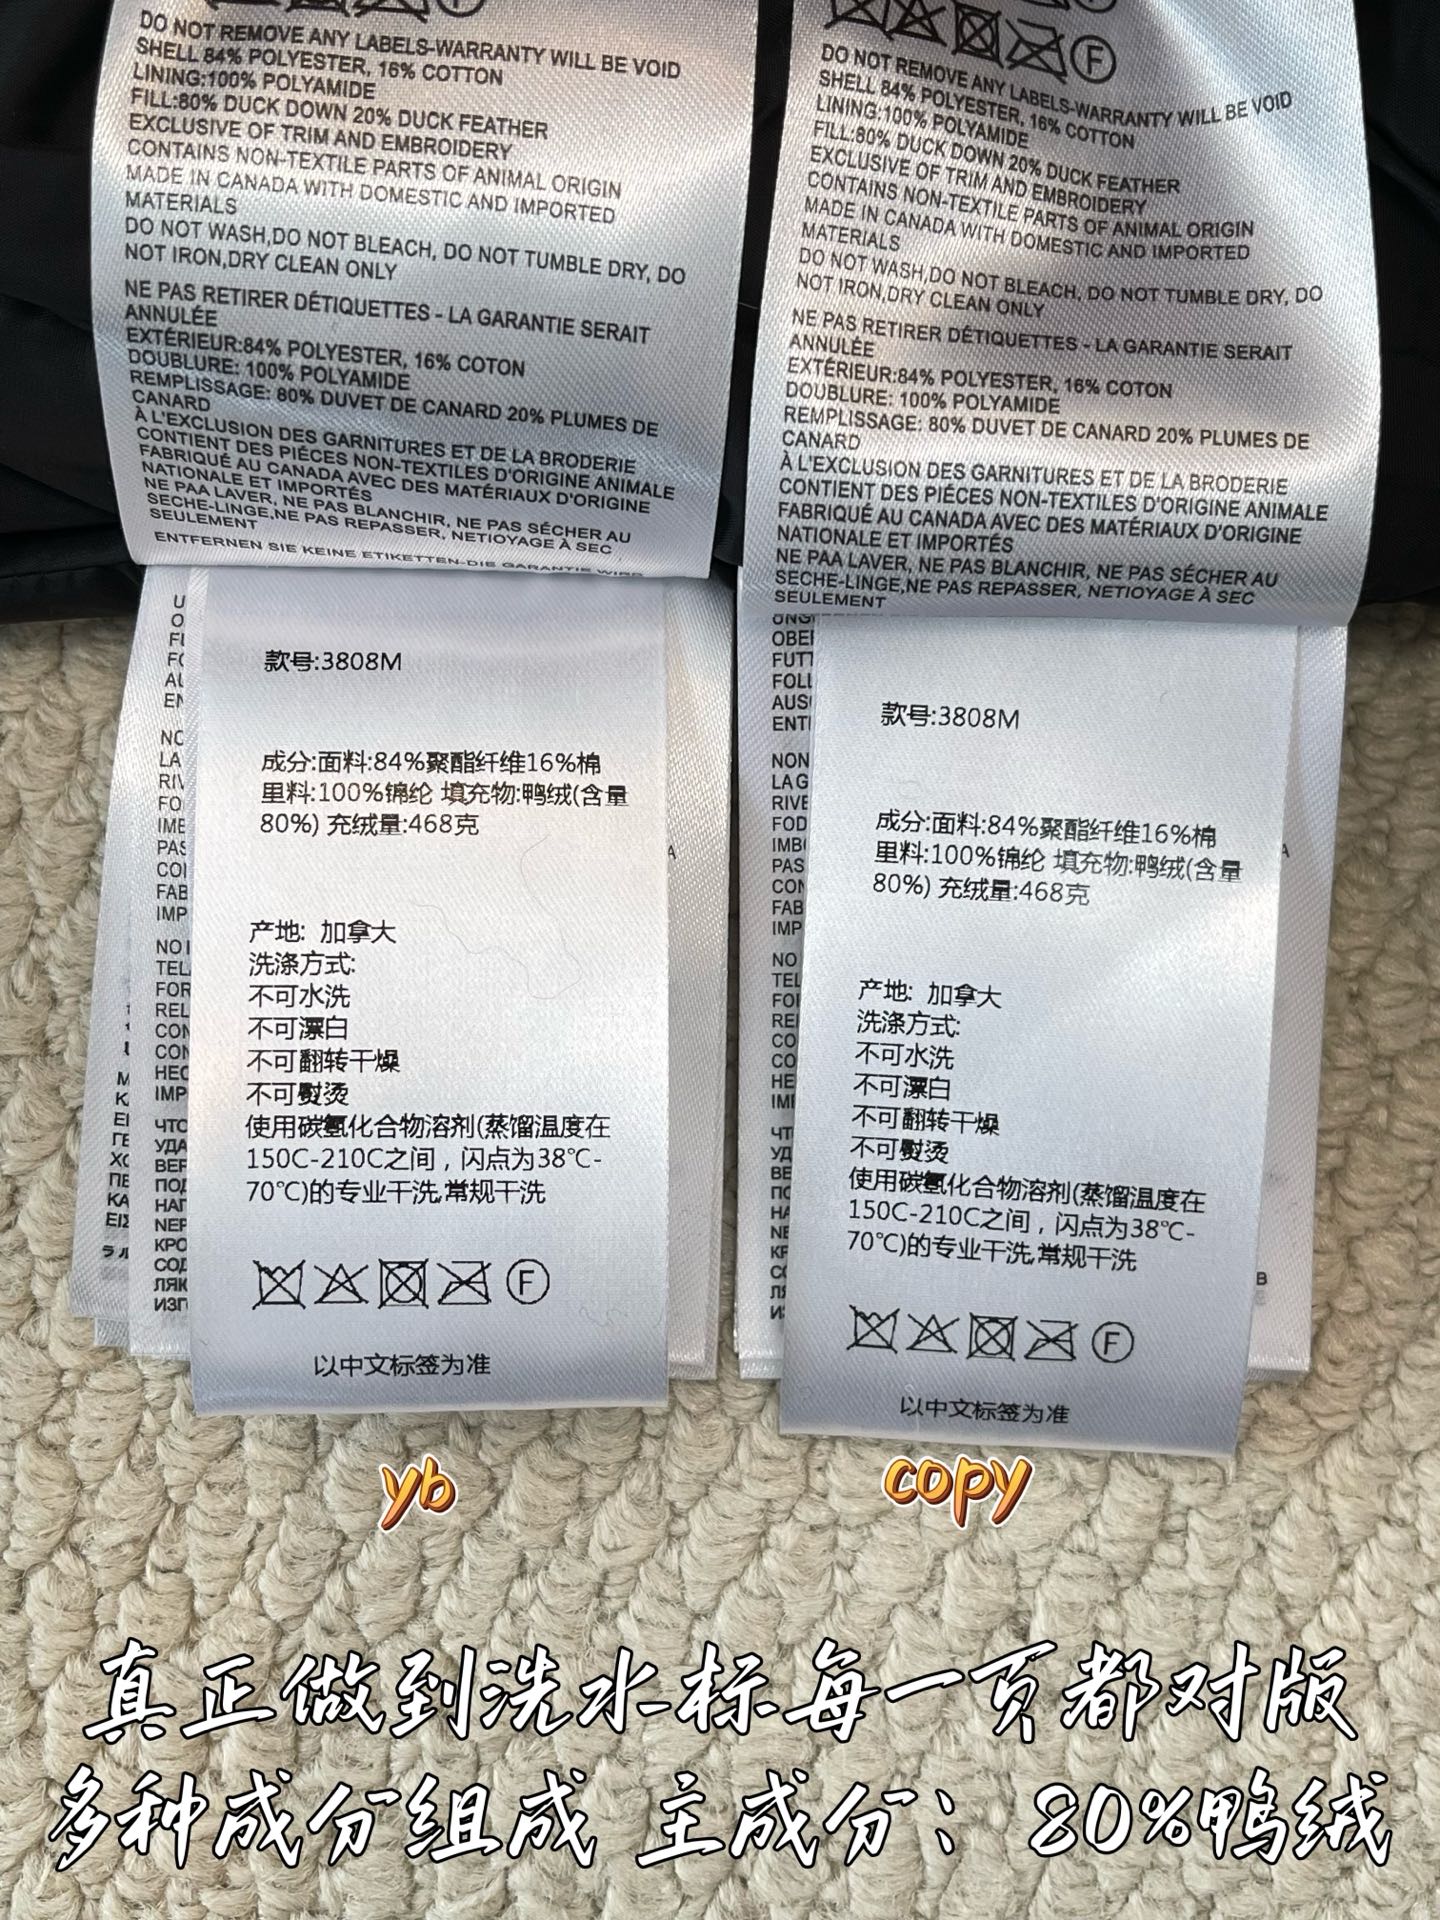 DO NOT REMOVE ANY LABELS-WARRANTY WILL BE VOID
SHELL 84% POLYESTER, 16% COTTON
LINING:100% POLYAMIDE
FILL:80% DUCK DOWN 20% DUCK FEATHER
EXCLUSIVE OF TRIM AND EMBROIDERY
CONTAINS NON-TEXTILE PARTS OF ANIMAL ORIGIN
MADE IN CANADA WITH DOMESTIC AND IMPORTED
MATERIALS
DO NOT WASH,DO NOT BLEACH, DO NOT TUMBLE DRY, DO
NOT IRON,DRY CLEAN ONLY
NE PAS RETIRER DÉTIQUETTES - LA GARANTIE SERAIT
ANNULÉE
EXTÉRIEUR:84% POLYESTER, 16% COTON
DOUBLURE: 100% POLYAMIDE
REMPLISSAGE: 80% DUVET DE CANARD 20% PLUMES DE
CANARD
À L'EXCLUSION DES GARNITURES ET DE LA BRODERIE
CONTIENT DES PIÉCES NON-TEXTILES D'ORIGINE ANIMALE
FABRIQUÉ AU CANADA AVEC DES MATÉRIAUX D'ORIGINE
NATIONALE ET IMPORTÉS
NE PAA LAVER, NE PAS BLANCHIR, NE PAS SÉCHER AU
SECHE-LINGE,NE PAS REPASSER, NETIOYAGE À SEC
SEULEMENT
ENTFERNEN SIE KEINE ETIKETTEN-DIE GARANTIE WIRD
款号:3808M
成分:面料:84%聚酯纤维16%棉
里料:100%锦纶 填充物:鸭绒(含量
80%) 充绒量:468克
产地: 加拿大
洗涤方式:
不可水洗
不可漂白
不可翻转干燥
不可熨烫
使用碳氢化合物溶剂(蒸馏温度在
150C-210C之间，闪点为38℃-
70℃)的专业干洗,常规干洗
F
以中文标签为准
yb
F
DO NOT REMOVE ANY LABELS-WARRANTY WILL BE VOID
SHELL 84% POLYESTER, 16% COTTON
LINING:100% POLYAMIDE
FILL:80% DUCK DOWN 20% DUCK FEATHER
EXCLUSIVE OF TRIM AND EMBROIDERY
CONTAINS NON-TEXTILE PARTS OF ANIMAL ORIGIN
MADE IN CANADA WITH DOMESTIC AND IMPORTED
MATERIALS
DO NOT WASH,DO NOT BLEACH, DO NOT TUMBLE DRY, DO
NOT IRON,DRY CLEAN ONLY
NE PAS RETIRER DÉTIQUETTES - LA GARANTIE SERAIT
ANNULÉE
EXTÉRIEUR:84% POLYESTER, 16% COTON
DOUBLURE: 100% POLYAMIDE
REMPLISSAGE: 80% DUVET DE CANARD 20% PLUMES DE
CANARD
À L'EXCLUSION DES GARNITURES ET DE LA BRODERIE
CONTIENT DES PIÉCES NON-TEXTILES D'ORIGINE ANIMALE
FABRIQUÉ AU CANADA AVEC DES MATÉRIAUX D'ORIGINE
NATIONALE ET IMPORTÉS
NE PAA LAVER, NE PAS BLANCHIR, NE PAS SÉCHER AU
SECHE-LINGE,NE PAS REPASSER, NETIOYAGE À SEC
SEULEMENT
款号:3808M
成分:面料:84%聚酯纤维16%棉
里料:100%锦纶 填充物:鸭绒(含量
80%) 充绒量:468克
产地: 加拿大
洗涤方式:
不可水洗
不可漂白
不可翻转干燥
不可熨烫
使用碳氢化合物溶剂(蒸馏温度在
150C-210C之间，闪点为38℃-
70℃)的专业干洗,常规干洗
F
以中文标签为准
copy
真正做到洗水标每一页都对版
多种成分组成 主成分：80%鸭绒